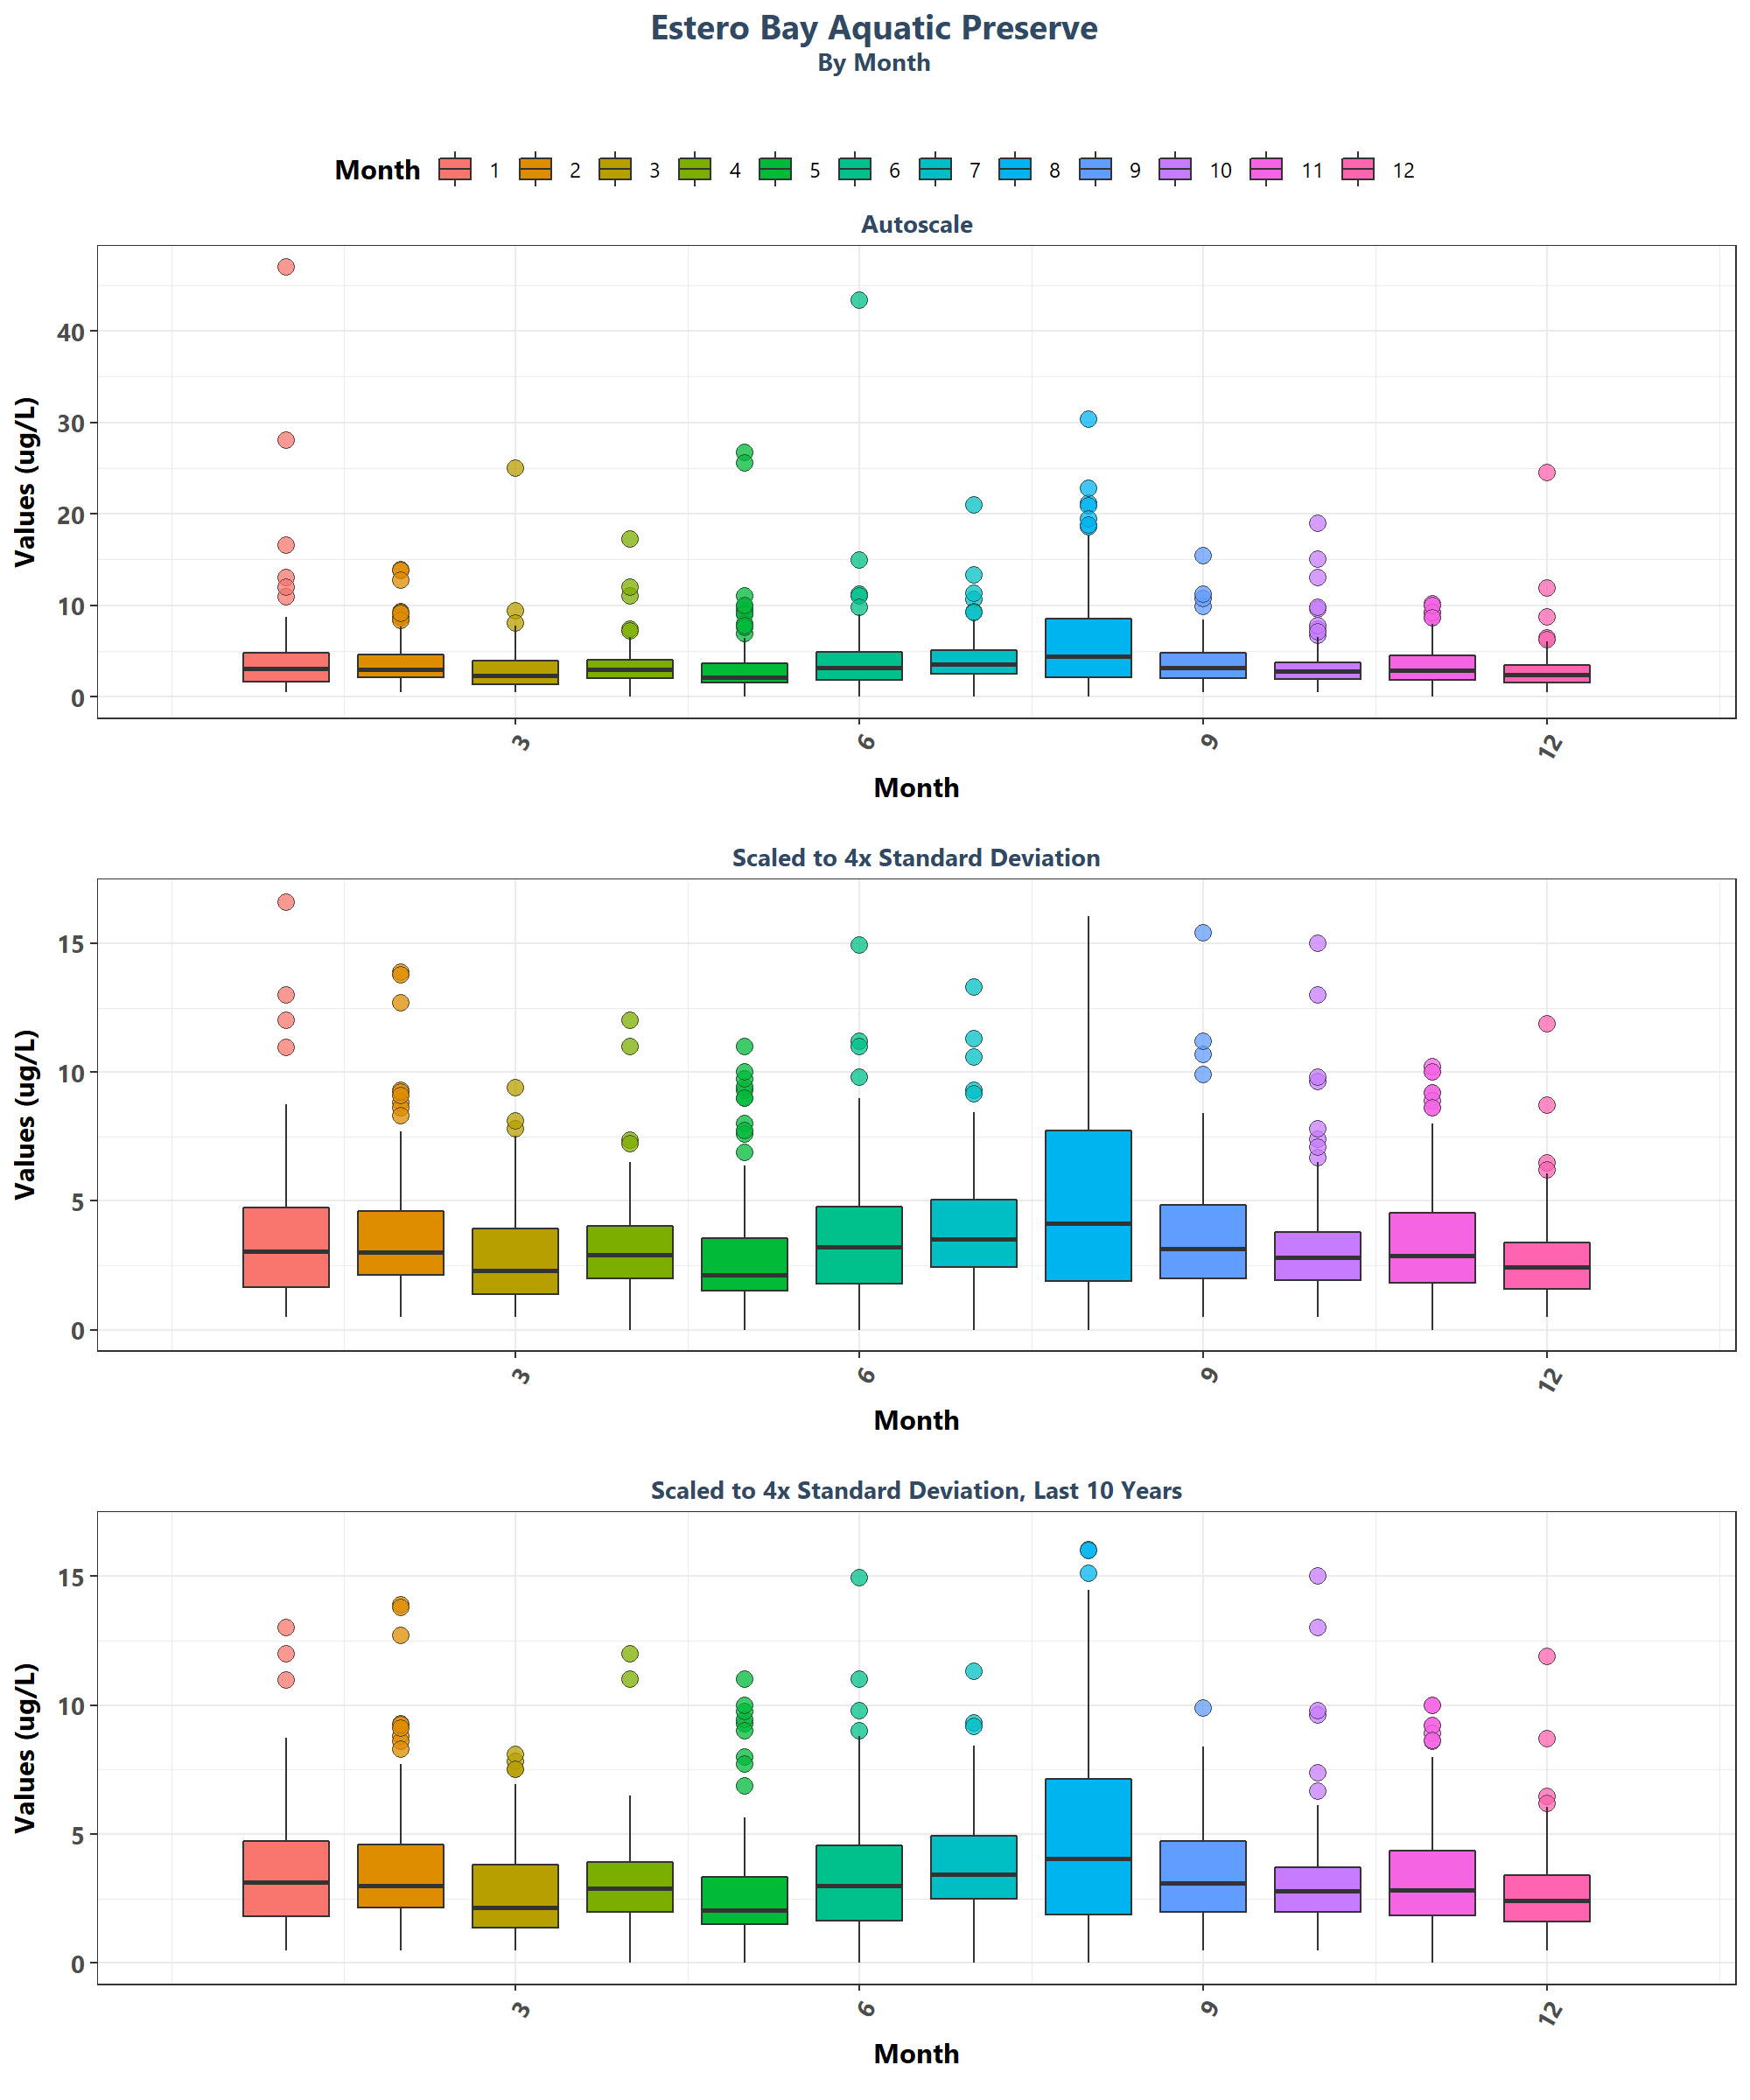 Estero Bay Aquatic Preserve
By Month
Month 1 2 3 4 5 6 7 8 9 10 11 12
Autoscale
Values (ug/L)
40
30
20
10
0
3 6 9 12
Month
Scaled to 4x Standard Deviation
Values (ug/L)
15
10
5
0
3 6 9 12
Month
Scaled to 4x Standard Deviation, Last 10 Years
Values (ug/L)
15
10
5
0
3 6 9 12
Month